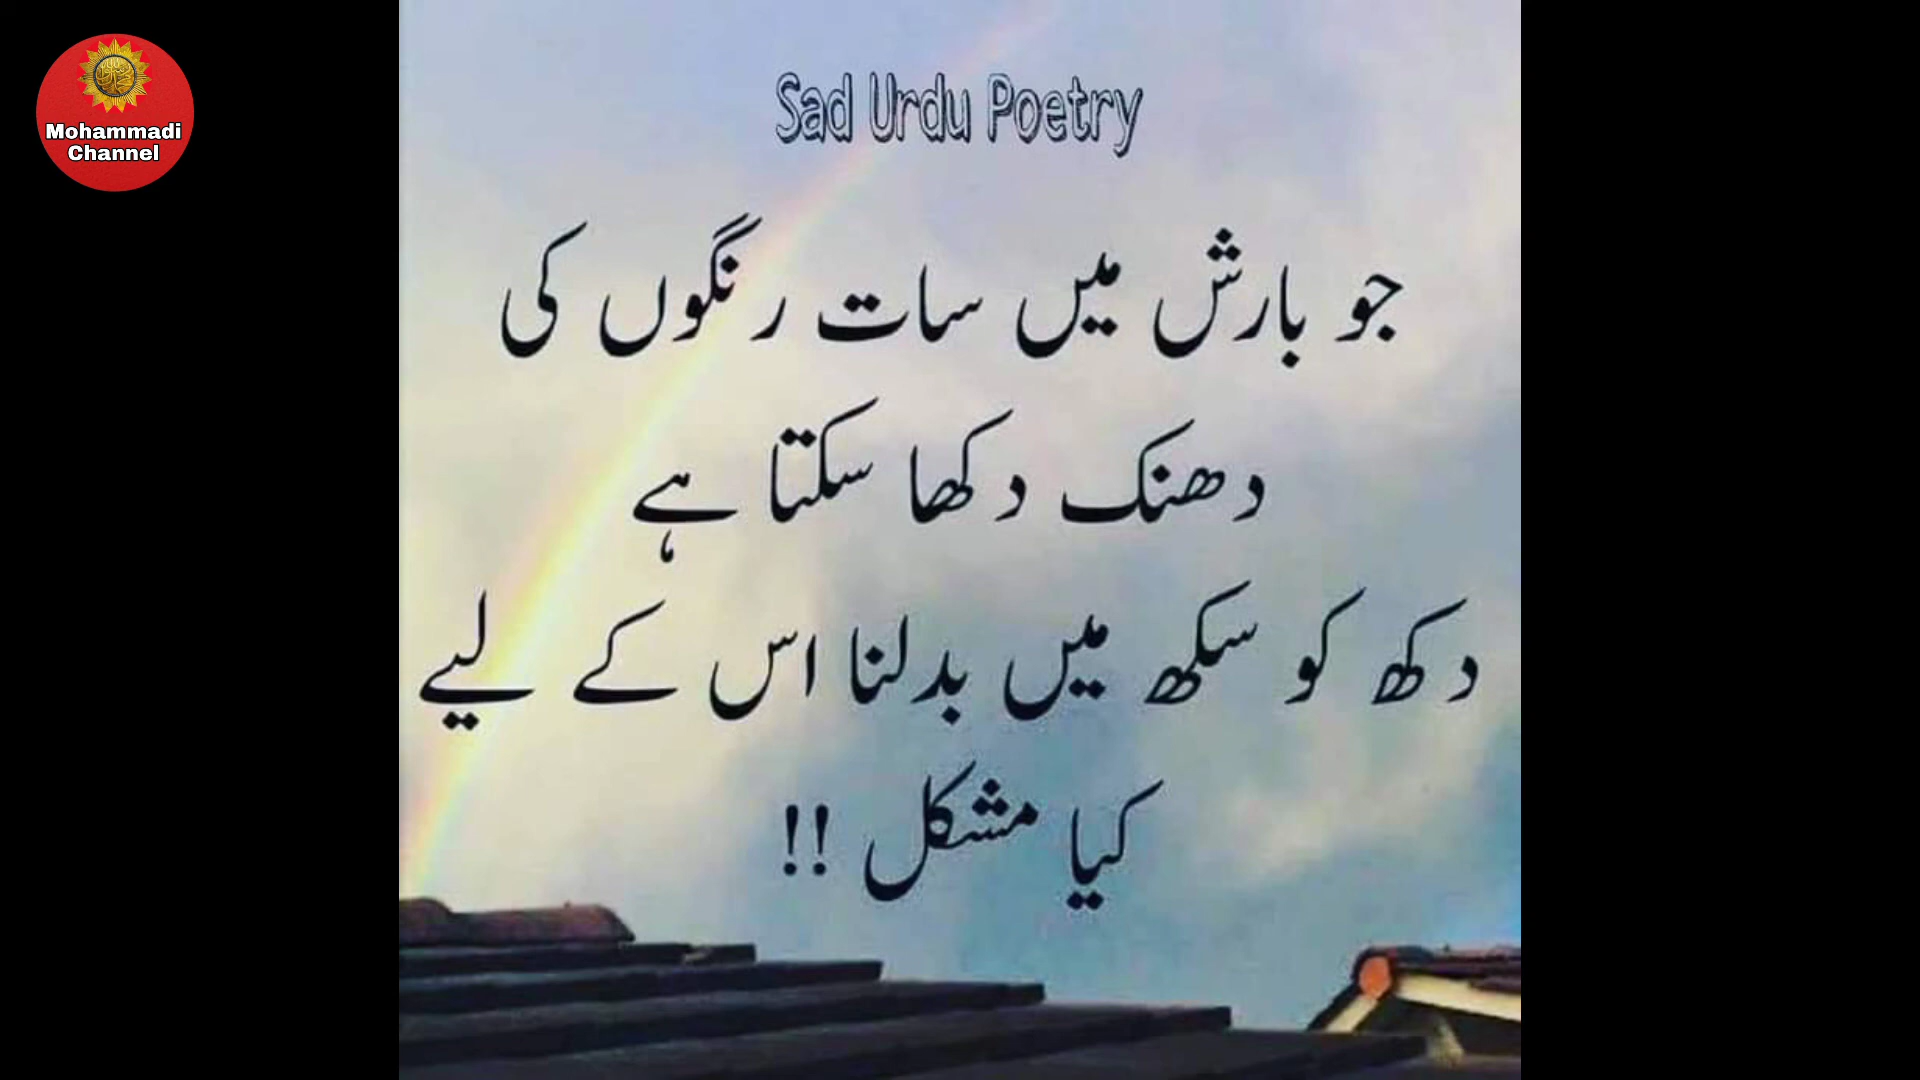 Mohammadi
Channel
Sad Urdu Poetry
جو بارش میں سات رنگوں کی
دھنک دکھا سکتا ہے
دکھ کو سکھ میں بدلنا اس کے لیے
کیا مشکل !!